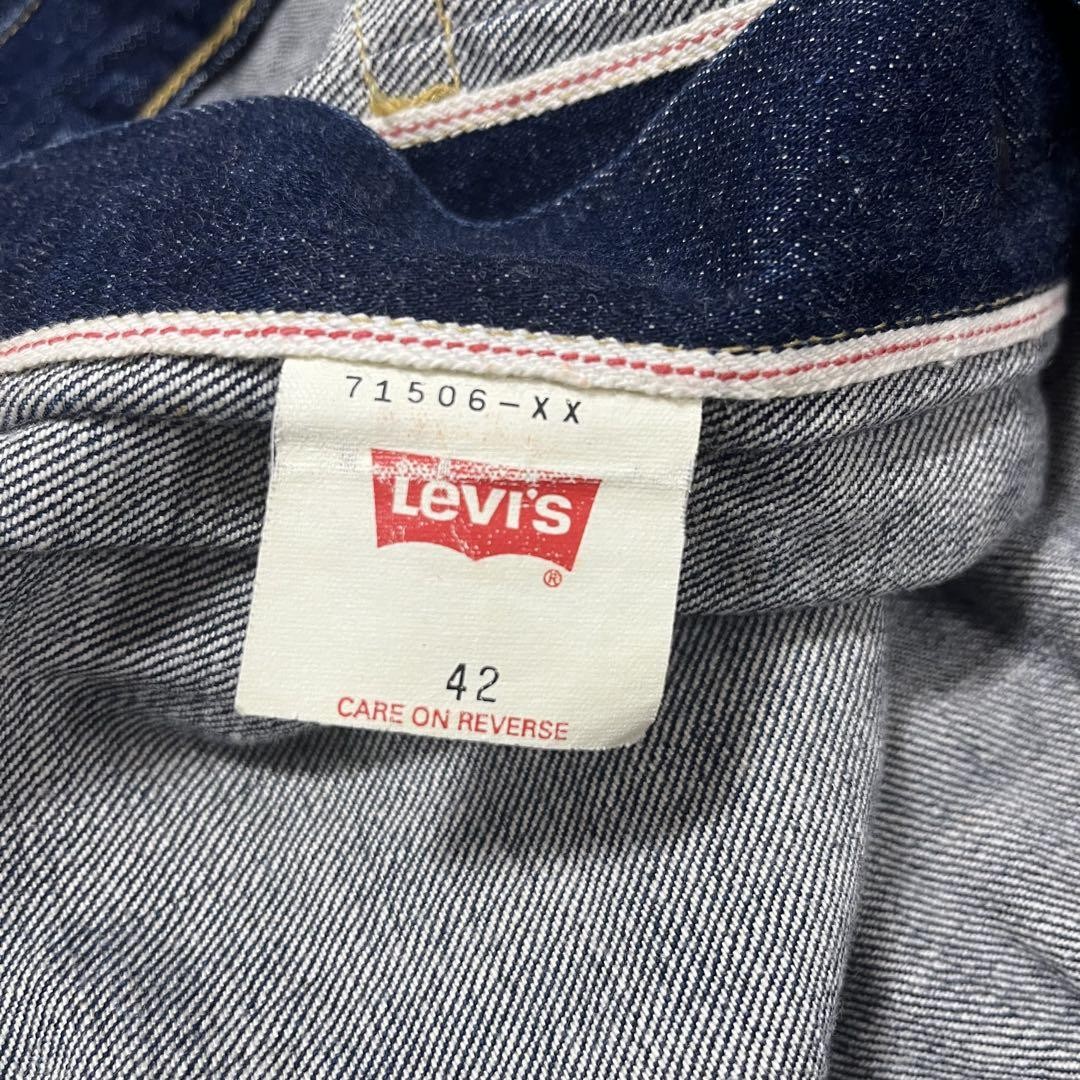 71506-XX
Levi's
®
42
CARE ON REVERSE